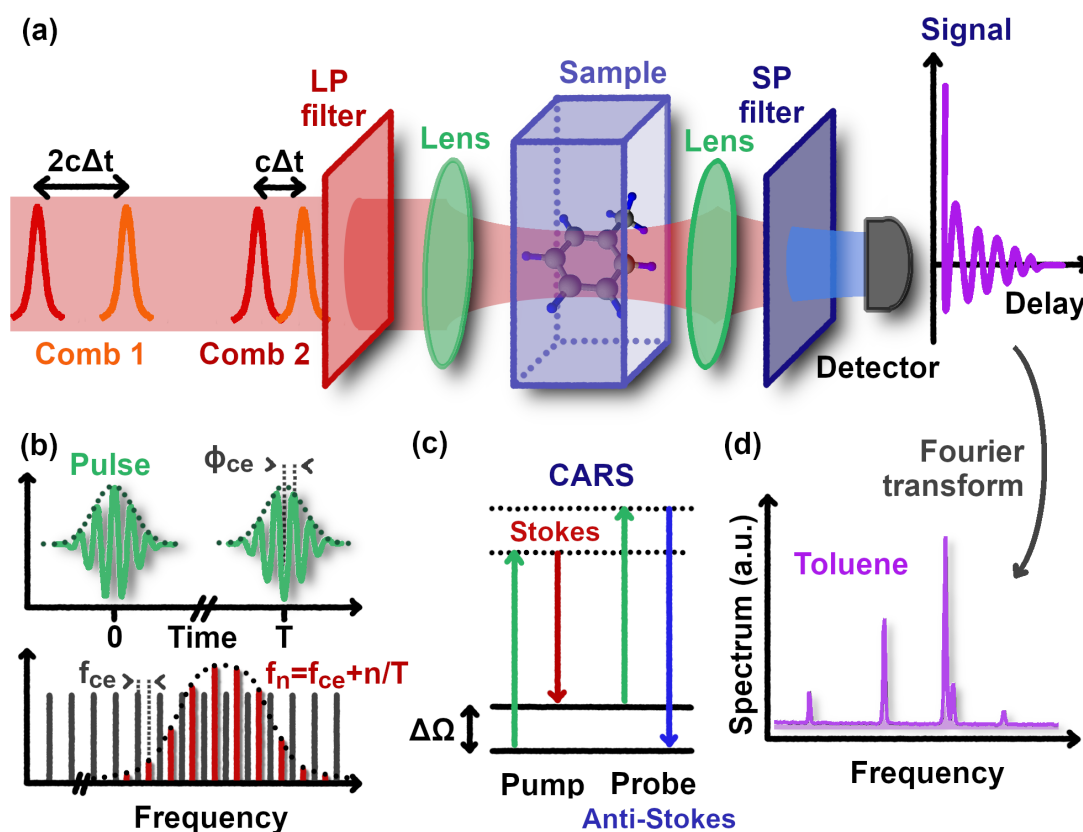 (a)
Signal
LP
filter
Sample
SP
filter
Lens
Lens
2cΔt
cΔt
Delay
Comb 1
Comb 2
Detector
(b)
Pulse
ϕce
0
Time
T
fce
fn=fce+n/T
Frequency
(c)
CARS
Stokes
ΔΩ
Pump
Probe
Anti-Stokes
(d)
Fourier
transform
Toluene
Spectrum (a.u.)
Frequency